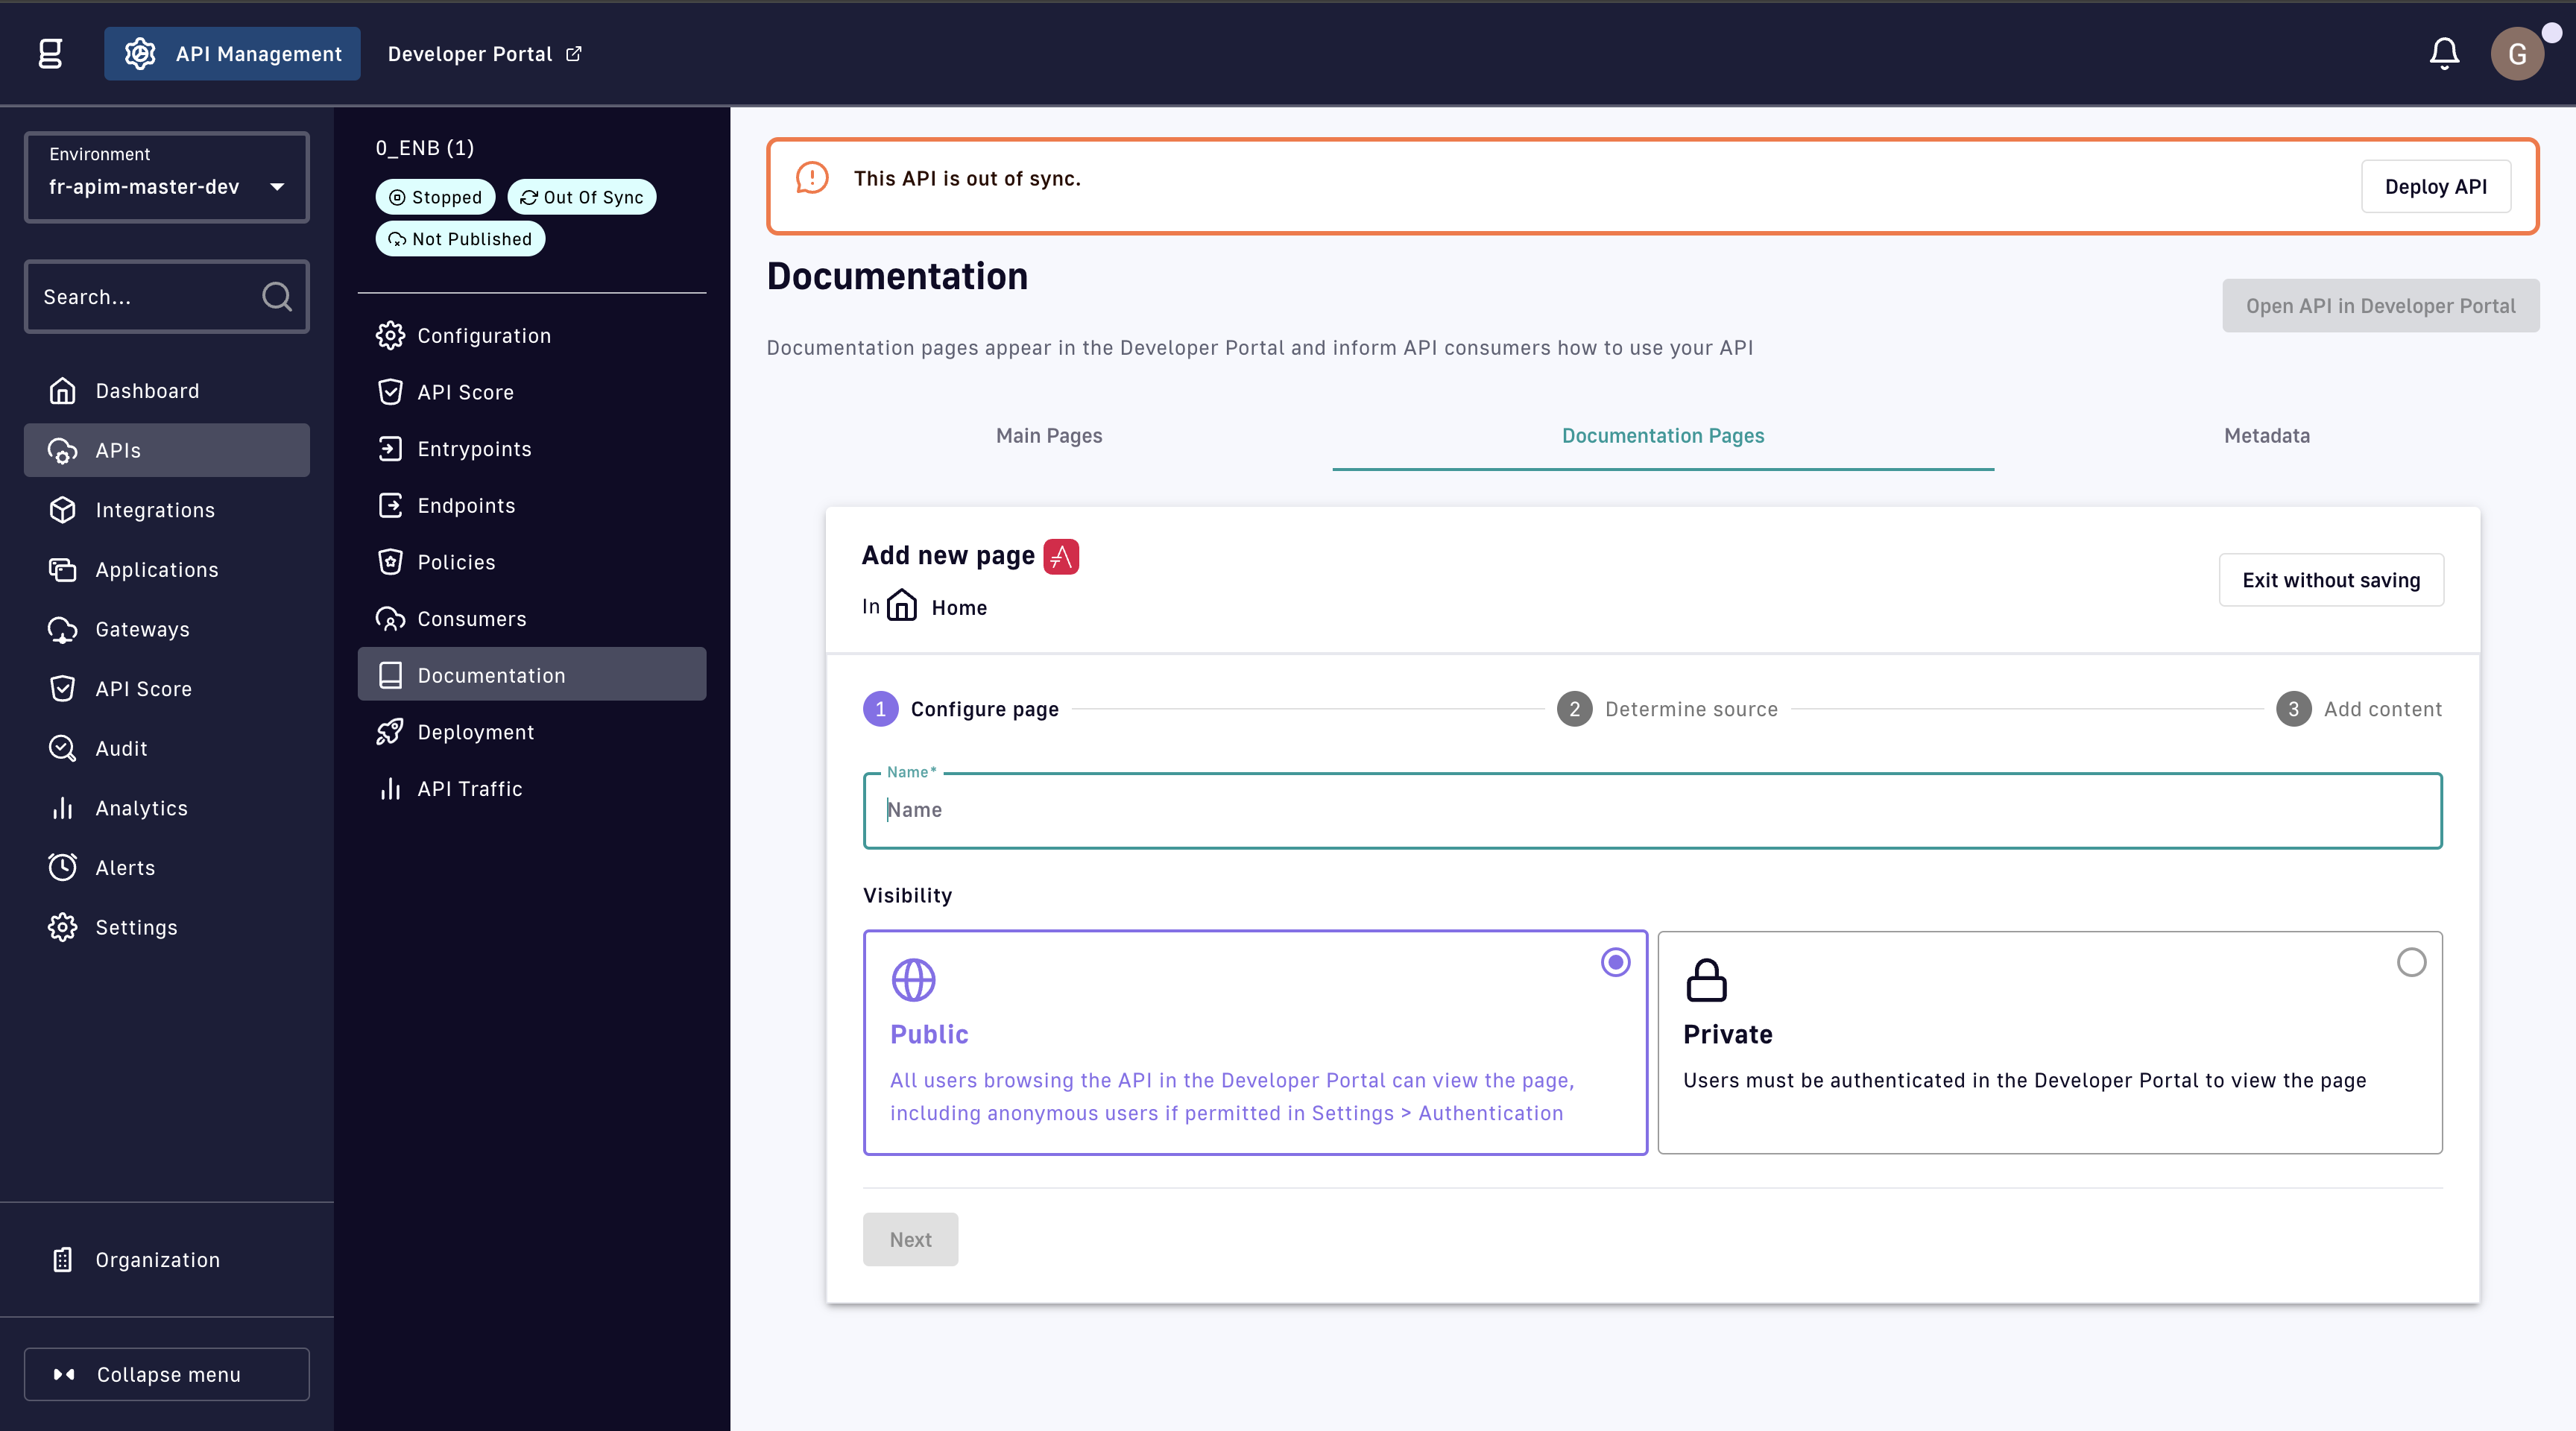 API Management
Developer Portal
G
Environment
fr-apim-master-dev
Search...
Dashboard
APIs
Integrations
Applications
Gateways
API Score
Audit
Analytics
Alerts
Settings
Organization
Collapse menu
0_ENB (1)
Stopped
Out Of Sync
Not Published
Configuration
API Score
Entrypoints
Endpoints
Policies
Consumers
Documentation
Deployment
API Traffic
This API is out of sync.
Deploy API
Documentation
Open API in Developer Portal
Documentation pages appear in the Developer Portal and inform API consumers how to use your API
Main Pages
Documentation Pages
Metadata
Add new page
In Home
Exit without saving
1 Configure page
2 Determine source
3 Add content
Name*
Name
Visibility
Public
All users browsing the API in the Developer Portal can view the page,
including anonymous users if permitted in Settings > Authentication
Private
Users must be authenticated in the Developer Portal to view the page
Next